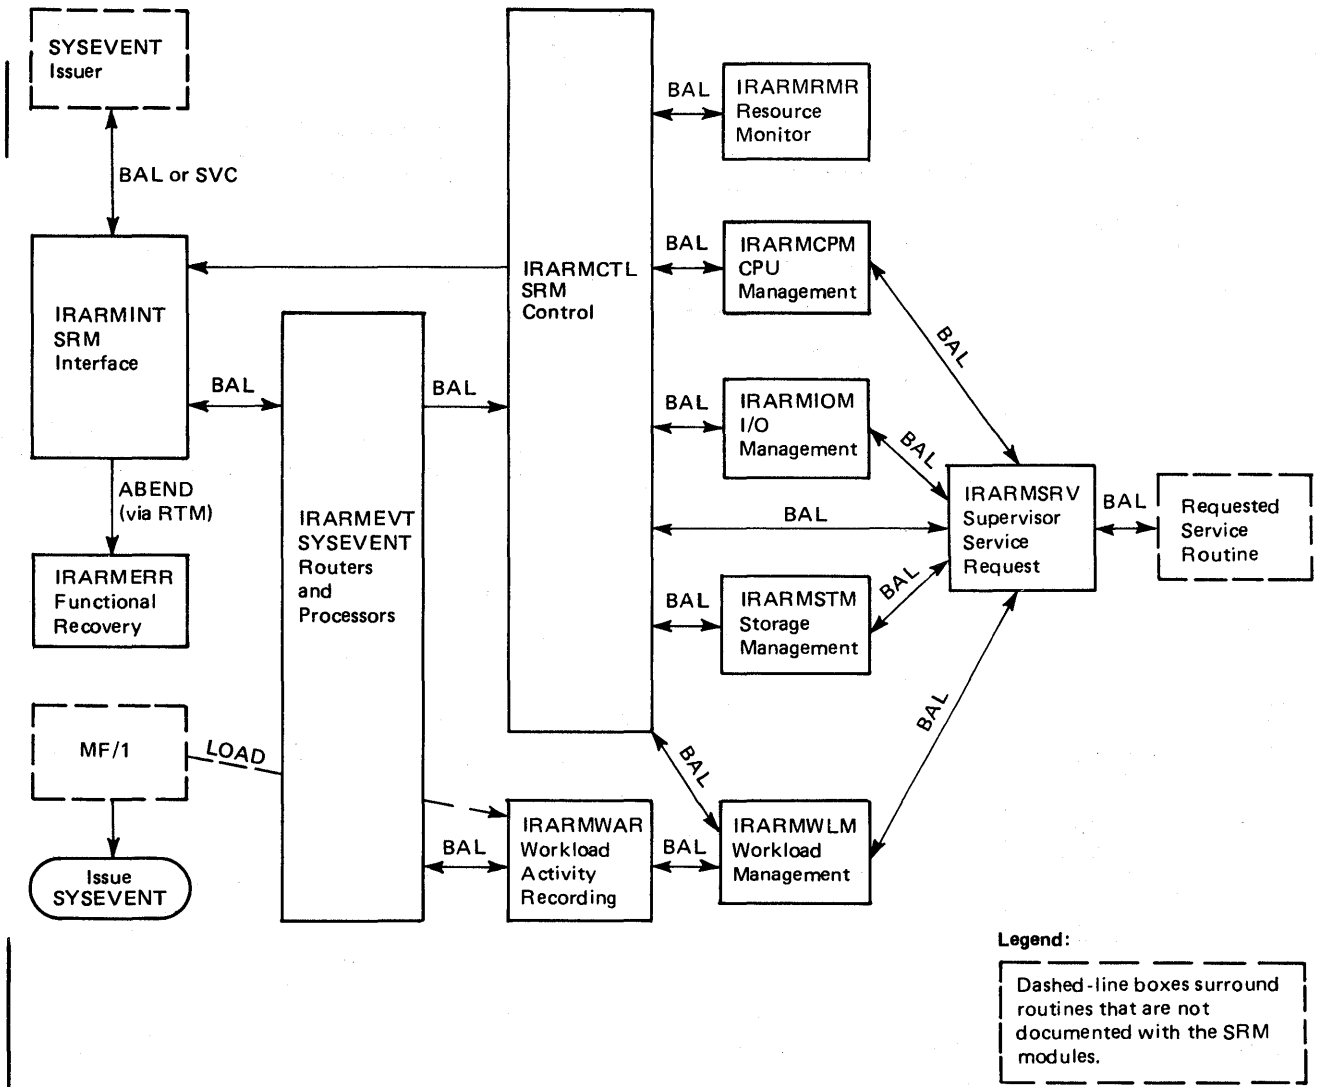 SYSEVENT
Issuer
BAL or SVC
IRARMINT
SRM
Interface
BAL
ABEND
(via RTM)
IRARMERR
Functional
Recovery
MF/1
LOAD
Issue
SYSEVENT
IRARMEVT
SYSEVENT
Routers
and
Processors
BAL
BAL
IRARMCTL
SRM
Control
IRARMWAR
Workload
Activity
Recording
BAL
BAL
IRARMRMR
Resource
Monitor
BAL
IRARMCPM
CPU
Management
BAL
BAL
IRARMIOM
I/O
Management
BAL
BAL
BAL
IRARMSTM
Storage
Management
BAL
BAL
IRARMWLM
Workload
Management
BAL
IRARMSRV
Supervisor
Service
Request
BAL
Requested
Service
Routine
Legend:
Dashed-line boxes surround
routines that are not
documented with the SRM
modules.